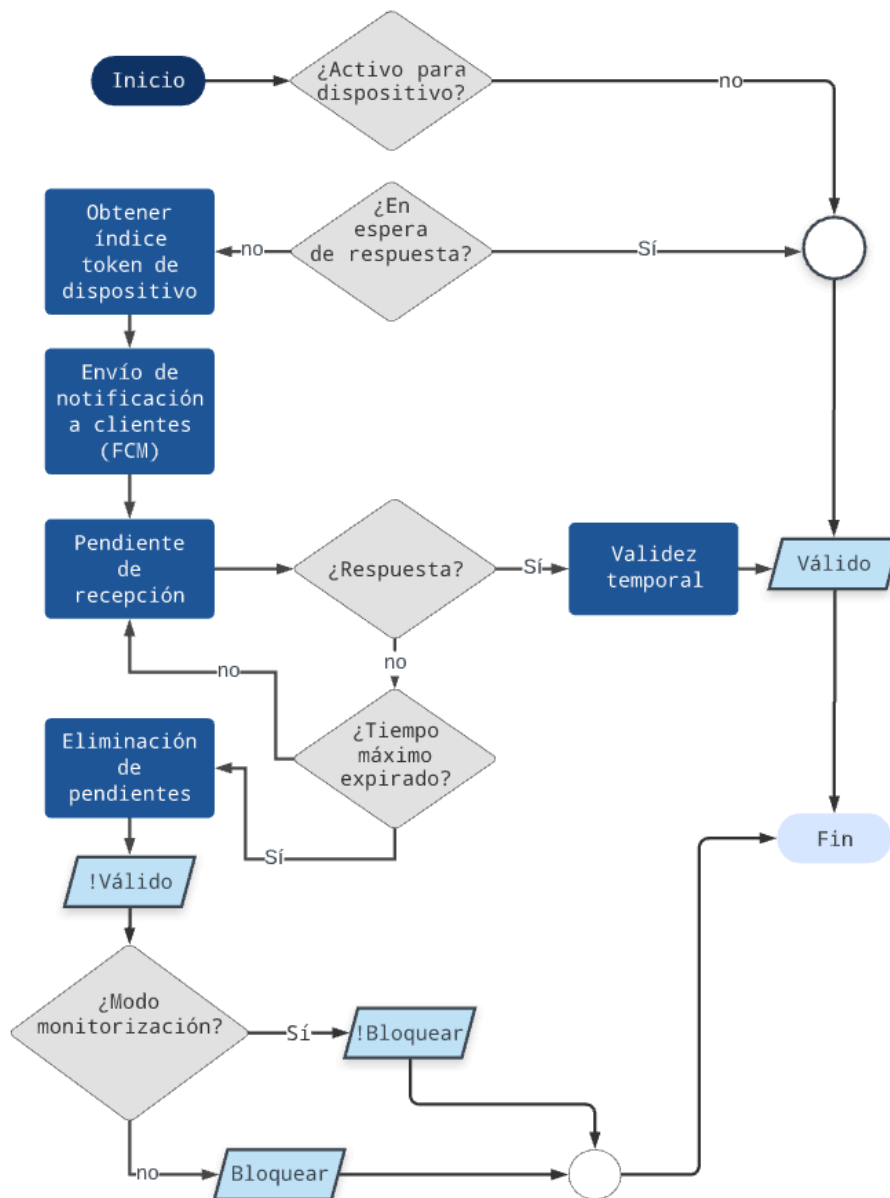 Inicio
¿Activo para
dispositivo?
no
Obtener
índice
token de
dispositivo
no
¿En
espera
de respuesta?
Sí
Envío de
notificación
a clientes
(FCM)
Pendiente
de
recepción
¿Respuesta?
Sí
Validez
temporal
Válido
no
no
¿Tiempo
máximo
expirado?
Eliminación
de
pendientes
Sí
Fin
!Válido
¿Modo
monitorización?
Sí
!Bloquear
no
Bloquear